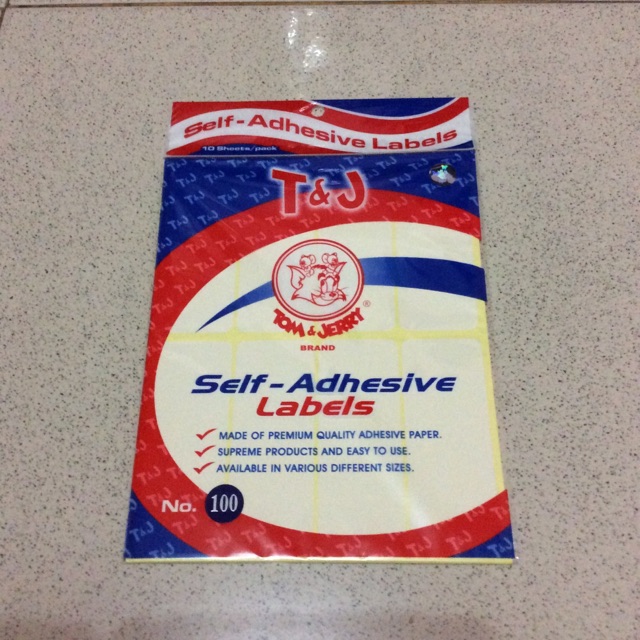 Self-Adhesive Labels
10 Sheets/pack
T&J
TOM & JERRY®
BRAND
Self-Adhesive
Labels
MADE OF PREMIUM QUALITY ADHESIVE PAPER.
SUPREME PRODUCTS AND EASY TO USE.
AVAILABLE IN VARIOUS DIFFERENT SIZES.
No. 100